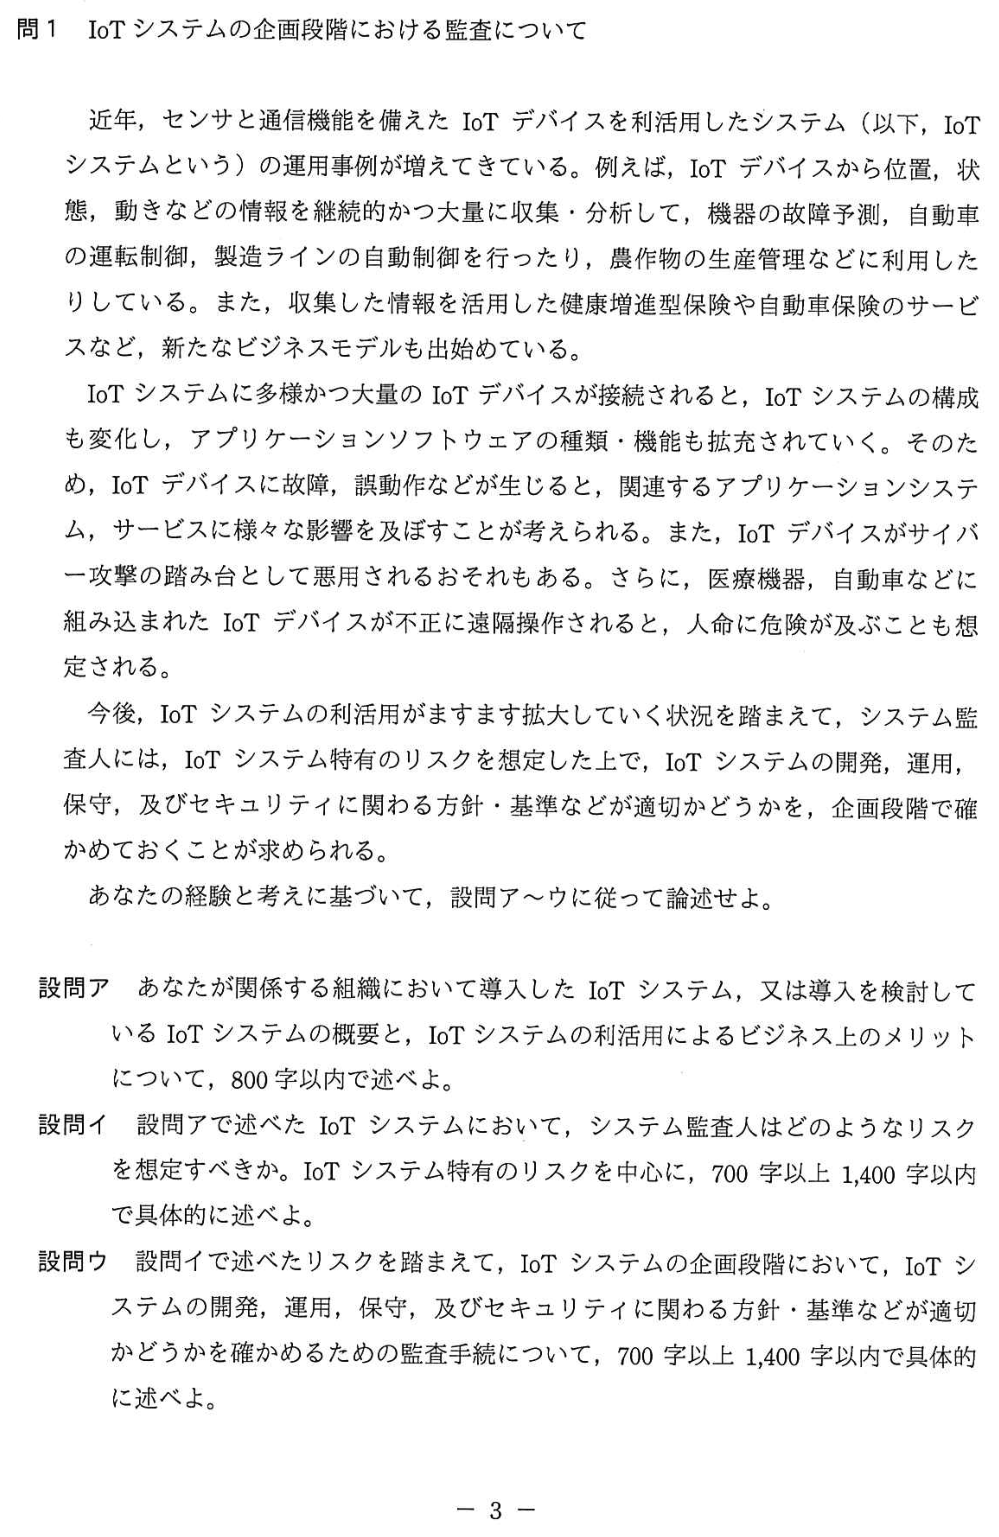 問1 IoT システムの企画段階における監査について
近年，センサと通信機能を備えた IoT デバイスを利活用したシステム（以下，IoT
システムという）の運用事例が増えてきている。例えば，IoT デバイスから位置，状
態，動きなどの情報を継続的かつ大量に収集・分析して，機器の故障予測，自動車
の運転制御，製造ラインの自動制御を行ったり，農作物の生産管理などに利用した
りしている。また，収集した情報を活用した健康増進型保険や自動車保険のサービ
スなど，新たなビジネスモデルも出始めている。
IoT システムに多様かつ大量の IoT デバイスが接続されると，IoT システムの構成
も変化し，アプリケーションソフトウェアの種類・機能も拡充されていく。そのた
め，IoT デバイスに故障，誤動作などが生じると，関連するアプリケーションシステ
ム，サービスに様々な影響を及ぼすことが考えられる。また，IoT デバイスがサイバ
ー攻撃の踏み台として悪用されるおそれもある。さらに，医療機器，自動車などに
組み込まれた IoT デバイスが不正に遠隔操作されると，人命に危険が及ぶことも想
定される。
今後，IoT システムの利活用がますます拡大していく状況を踏まえて，システム監
査人には，IoT システム特有のリスクを想定した上で，IoT システムの開発，運用，
保守，及びセキュリティに関わる方針・基準などが適切かどうかを，企画段階で確
かめておくことが求められる。
あなたの経験と考えに基づいて，設問ア～ウに従って論述せよ。
設問ア あなたが関係する組織において導入した IoT システム，又は導入を検討して
いる IoT システムの概要と，IoT システムの利活用によるビジネス上のメリット
について，800 字以内で述べよ。
設問イ 設問アで述べた IoT システムにおいて，システム監査人はどのようなリスク
を想定すべきか。IoT システム特有のリスクを中心に，700 字以上 1,400 字以内
で具体的に述べよ。
設問ウ 設問イで述べたリスクを踏まえて，IoT システムの企画段階において，IoT シ
ステムの開発，運用，保守，及びセキュリティに関わる方針・基準などが適切
かどうかを確かめるための監査手続について，700 字以上 1,400 字以内で具体的
に述べよ。
— 3 —